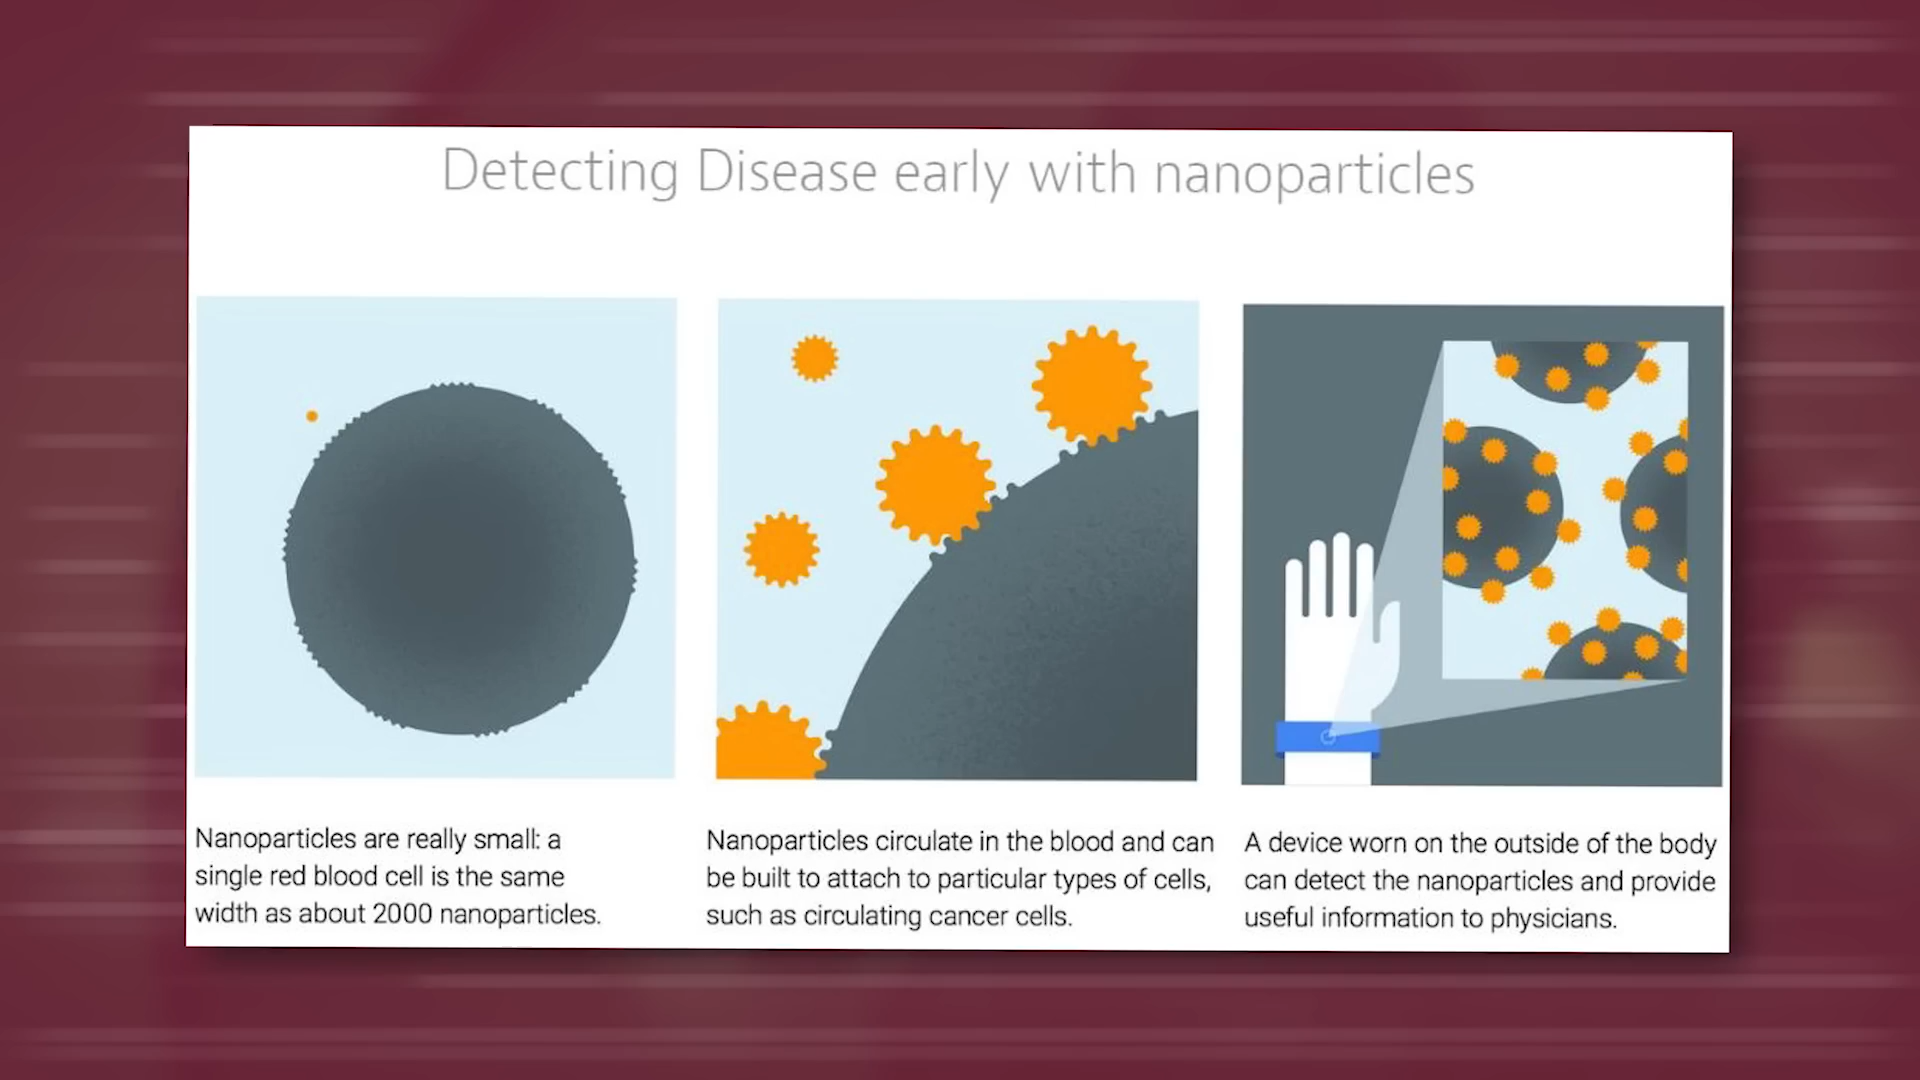 Detecting Disease early with nanoparticles
Nanoparticles are really small: a
single red blood cell is the same
width as about 2000 nanoparticles.
Nanoparticles circulate in the blood and can
be built to attach to particular types of cells,
such as circulating cancer cells.
A device worn on the outside of the body
can detect the nanoparticles and provide
useful information to physicians.